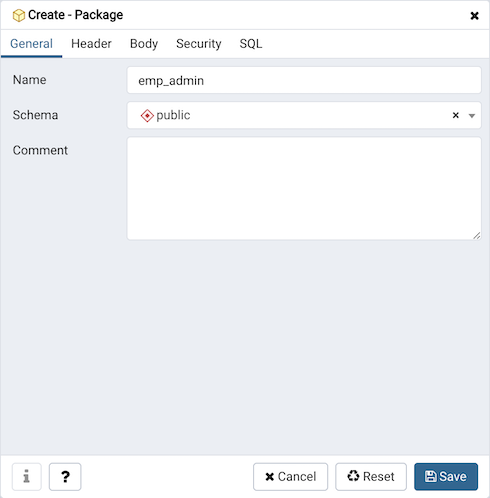 Create - Package
General Header Body Security SQL
Name emp_admin
Schema public
Comment
Cancel Reset Save